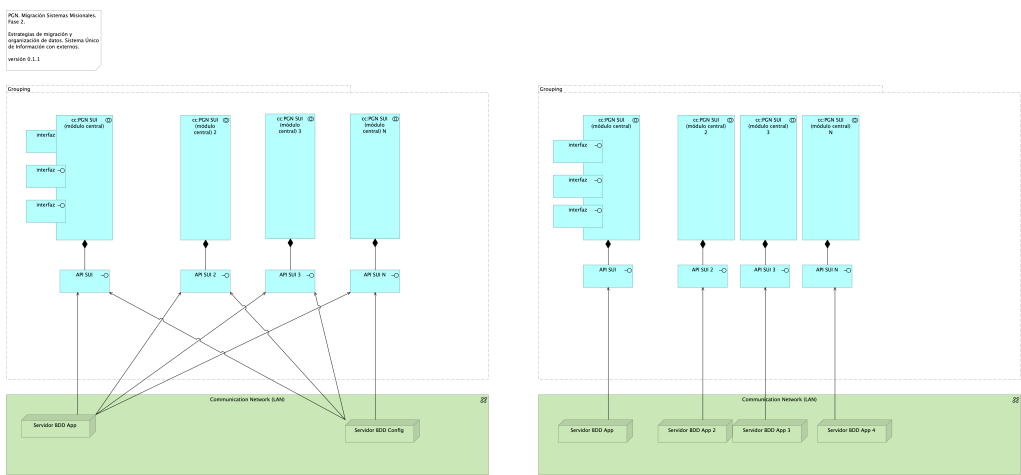 PGN. Migración Sistemas Misionales.
Fase 2.
Estrategias de migración y
organización de datos. Sistema Único
de Información con externos.
versión 0.1.1
Grouping
cc:PGN SUI
(módulo central)
interfaz
interfaz
interfaz
cc:PGN SUI
(módulo
central) 2
cc:PGN SUI
(módulo
central) 3
cc:PGN SUI
(módulo
central) N
API SUI
API SUI 2
API SUI 3
API SUI N
Communication Network (LAN)
Servidor BDD App
Servidor BDD Config
Grouping
cc:PGN SUI
(módulo central)
interfaz
interfaz
interfaz
cc:PGN SUI
(módulo central)
2
cc:PGN SUI
(módulo central)
3
cc:PGN SUI
(módulo central)
N
API SUI
API SUI 2
API SUI 3
API SUI N
Communication Network (LAN)
Servidor BDD App
Servidor BDD App 2
Servidor BDD App 3
Servidor BDD App 4